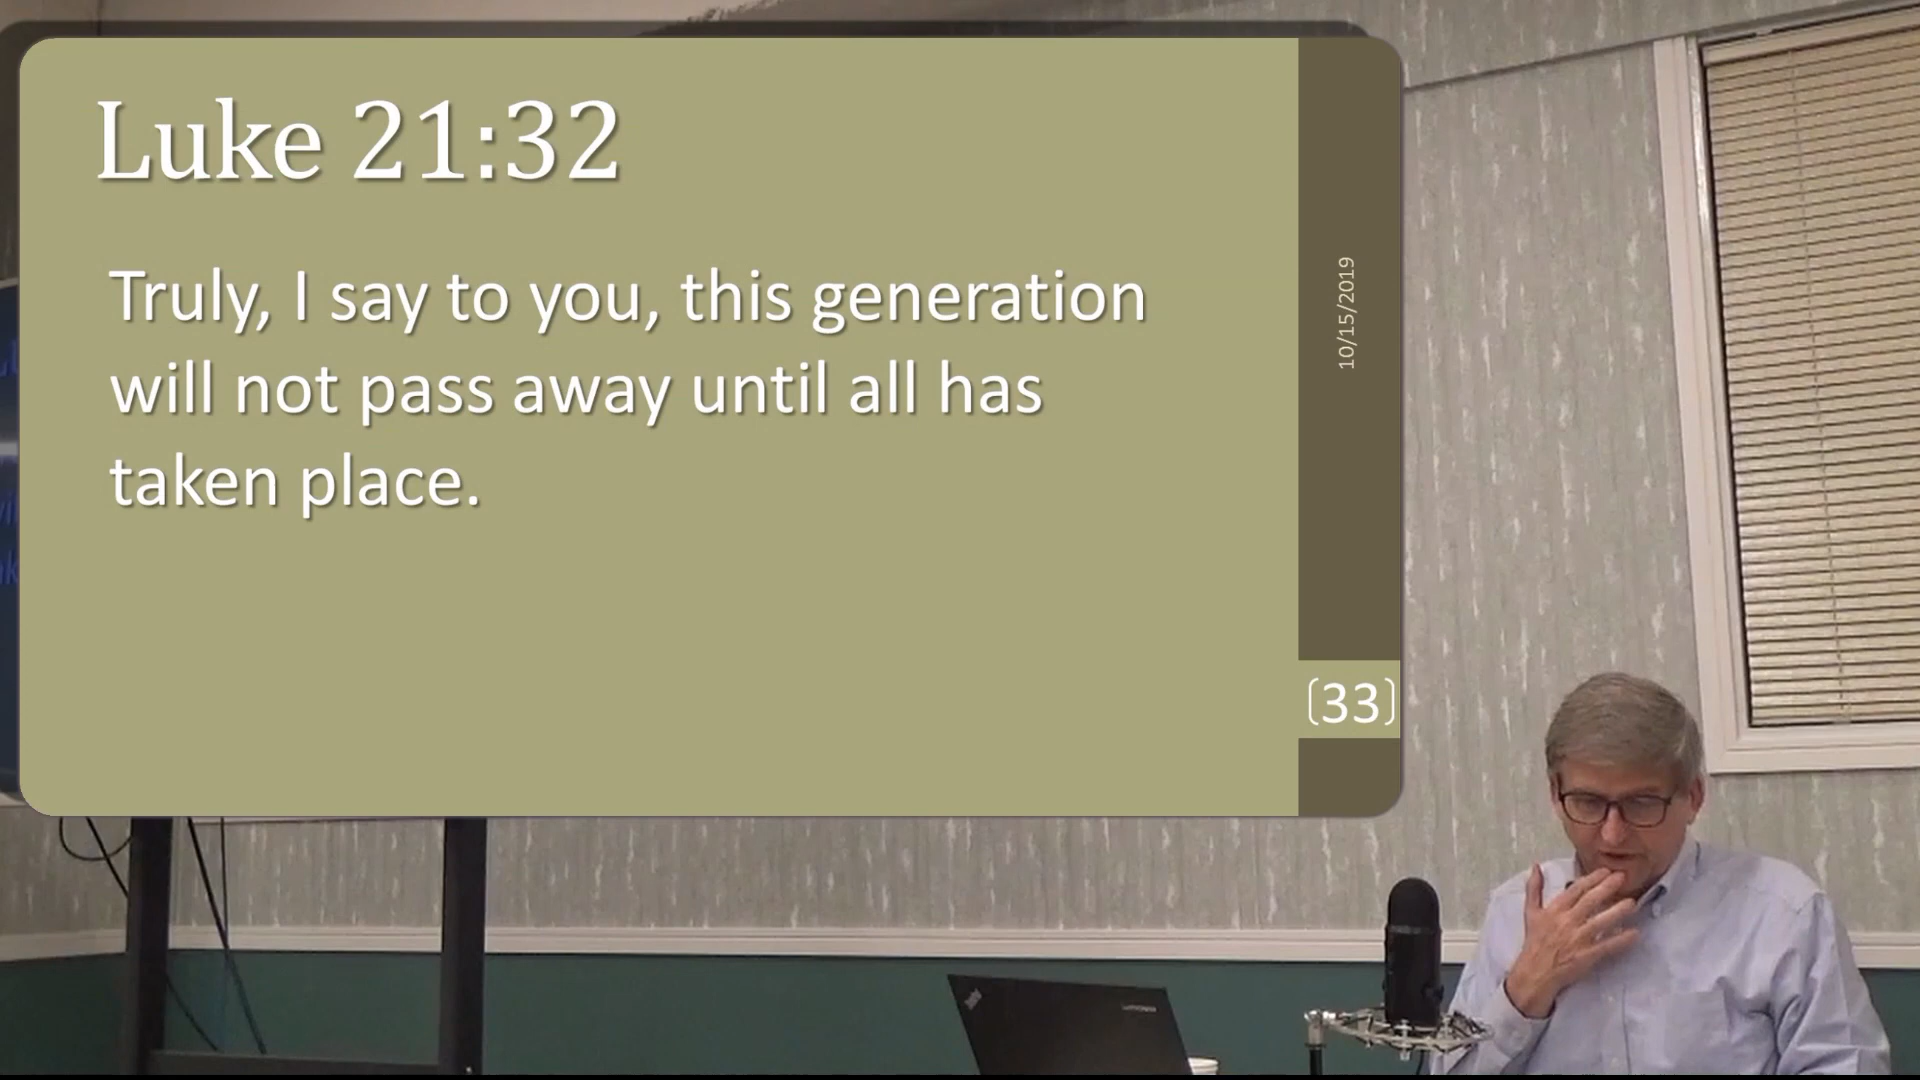 Luke 21:32
Truly, I say to you, this generation
will not pass away until all has
taken place.
10/15/2019
33
lenovo